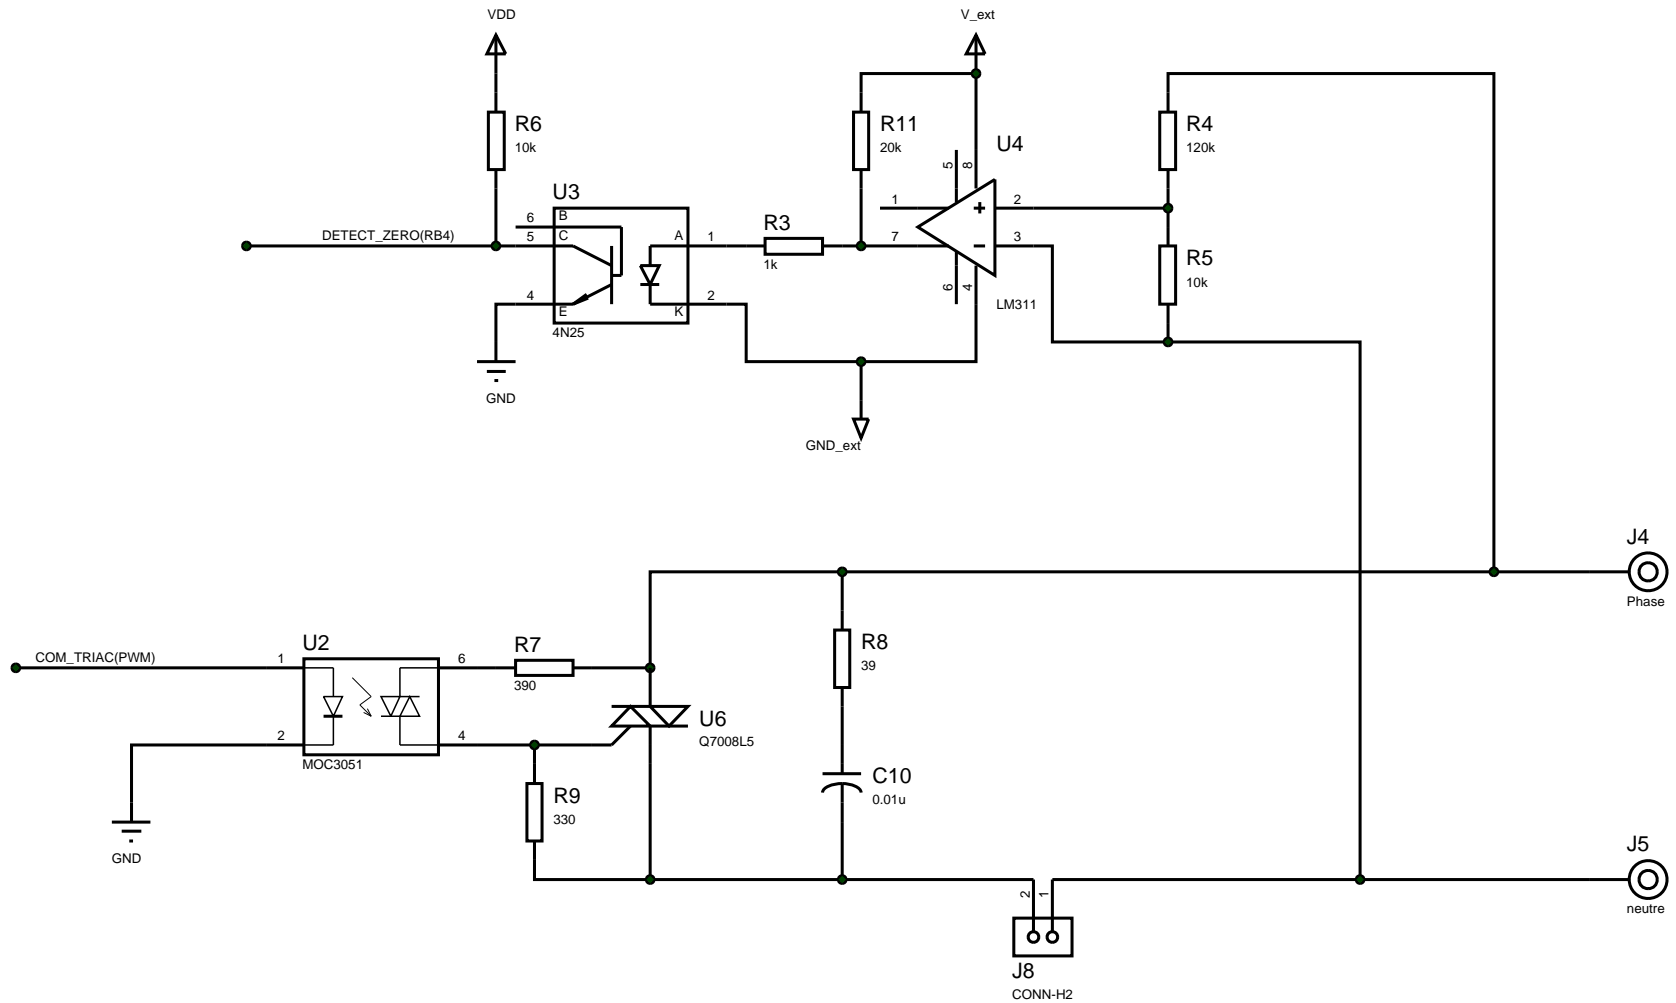 VDD
V_ext
R6
10k
R11
20k
U4
5
8
R4
120k
U3
6
B
1
+
2
R3
DETECT_ZERO(RB4)
5
C
A
1
7
−
3
1k
R5
10k
4
E
2
K
6
4
LM311
4N25
GND
GND_ext
J4
Phase
U2
R7
R8
39
COM_TRIAC(PWM)
1
6
390
U6
Q7008L5
2
4
MOC3051
C10
0.01u
R9
330
GND
J5
neutre
2
1
J8
CONN-H2